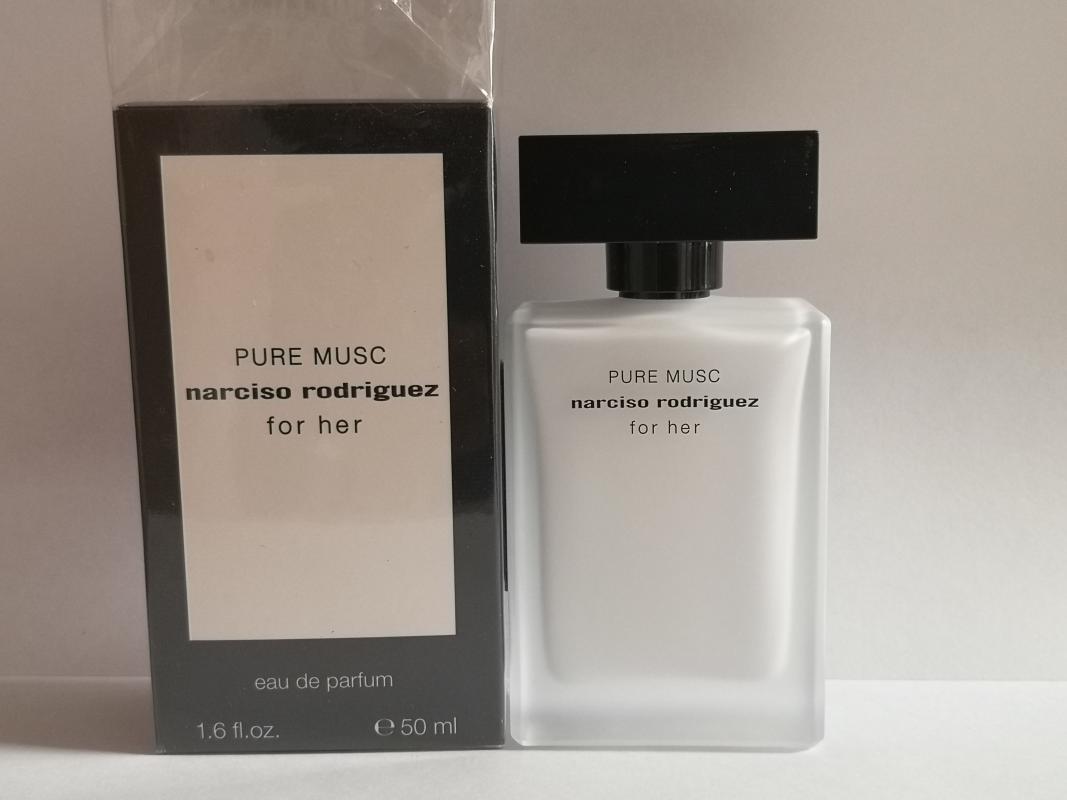 PURE MUSC
narciso rodriguez
for her
eau de parfum
1.6 fl.oz. ℮ 50 ml
PURE MUSC
narciso rodriguez
for her